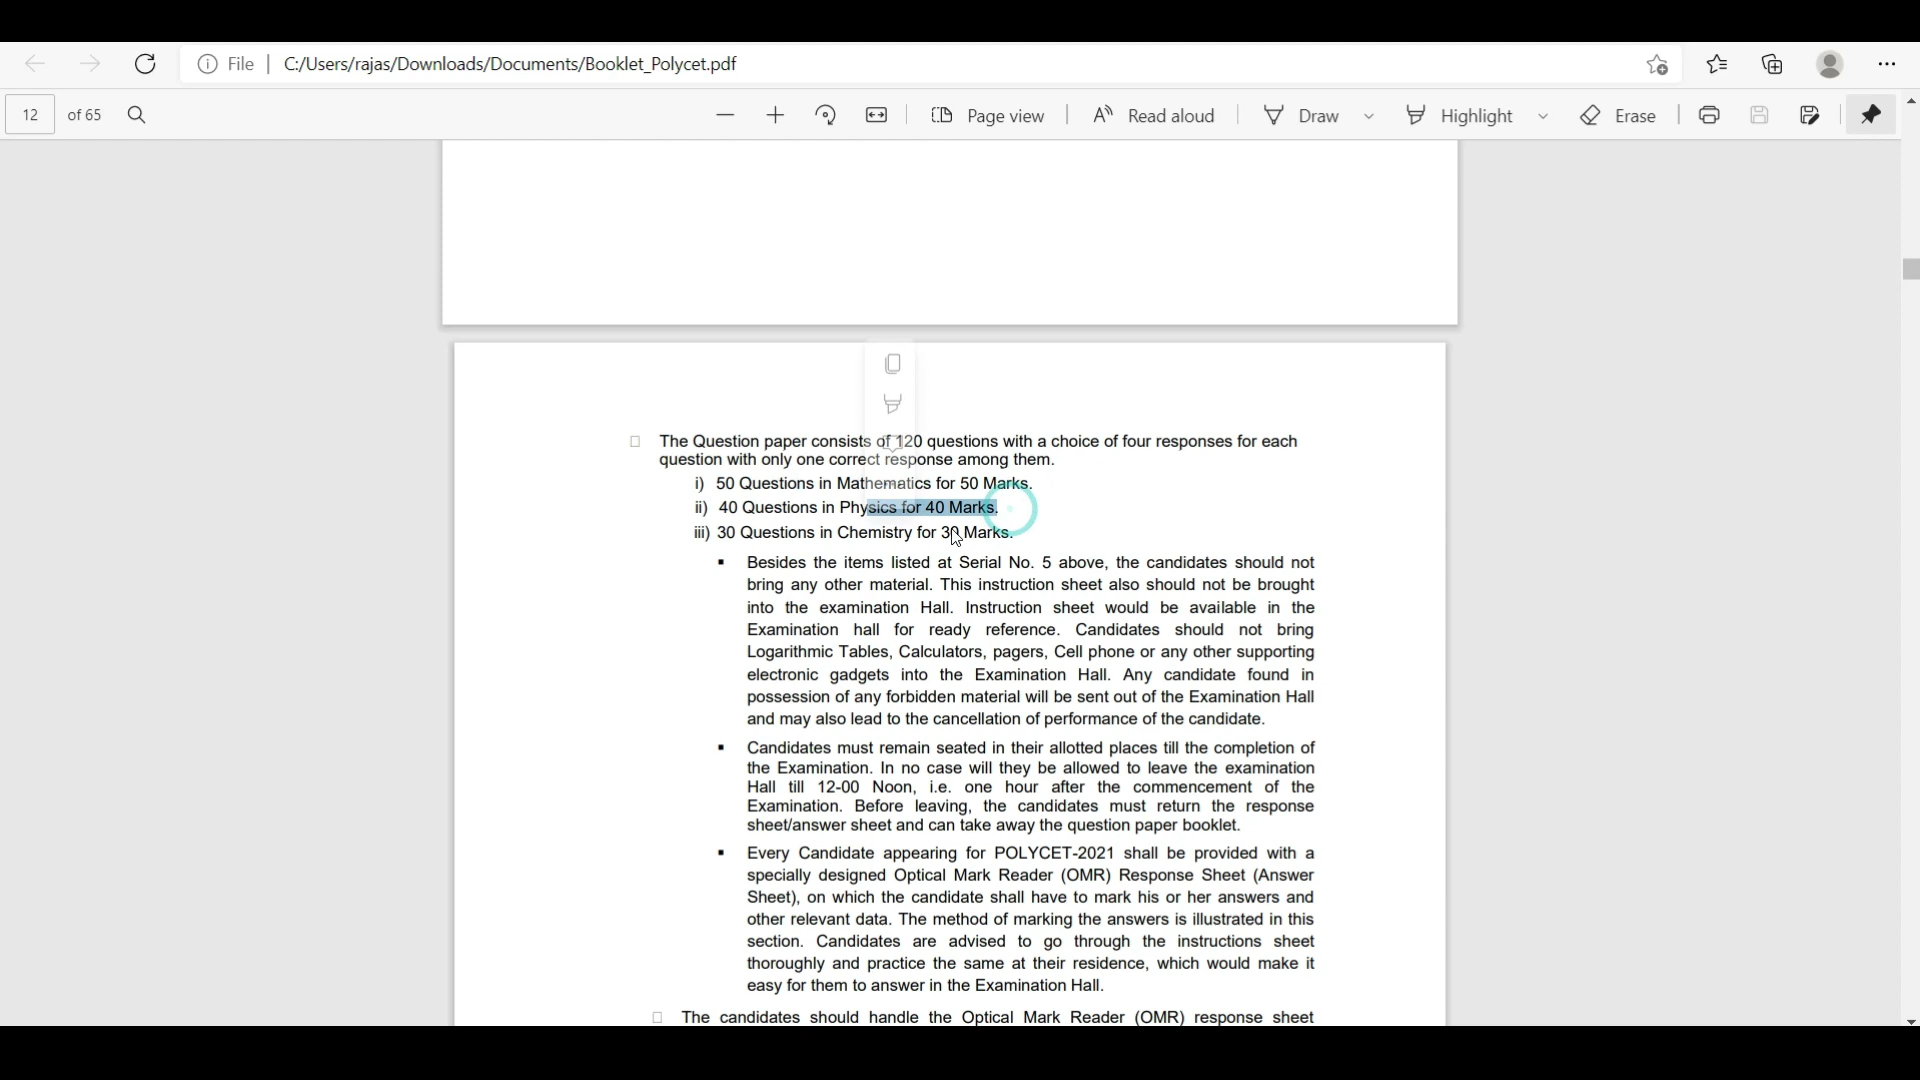 File | C:/Users/rajas/Downloads/Documents/Booklet_Polycet.pdf
12 of 65 Page view Read aloud Draw Highlight Erase
The Question paper consists of 120 questions with a choice of four responses for each
question with only one correct response among them.
i) 50 Questions in Mathematics for 50 Marks.
ii) 40 Questions in Physics for 40 Marks.
iii) 30 Questions in Chemistry for 30 Marks.
▪ Besides the items listed at Serial No. 5 above, the candidates should not
bring any other material. This instruction sheet also should not be brought
into the examination Hall. Instruction sheet would be available in the
Examination hall for ready reference. Candidates should not bring
Logarithmic Tables, Calculators, pagers, Cell phone or any other supporting
electronic gadgets into the Examination Hall. Any candidate found in
possession of any forbidden material will be sent out of the Examination Hall
and may also lead to the cancellation of performance of the candidate.
▪ Candidates must remain seated in their allotted places till the completion of
the Examination. In no case will they be allowed to leave the examination
Hall till 12-00 Noon, i.e. one hour after the commencement of the
Examination. Before leaving, the candidates must return the response
sheet/answer sheet and can take away the question paper booklet.
▪ Every Candidate appearing for POLYCET-2021 shall be provided with a
specially designed Optical Mark Reader (OMR) Response Sheet (Answer
Sheet), on which the candidate shall have to mark his or her answers and
other relevant data. The method of marking the answers is illustrated in this
section. Candidates are advised to go through the instructions sheet
thoroughly and practice the same at their residence, which would make it
easy for them to answer in the Examination Hall.
The candidates should handle the Optical Mark Reader (OMR) response sheet